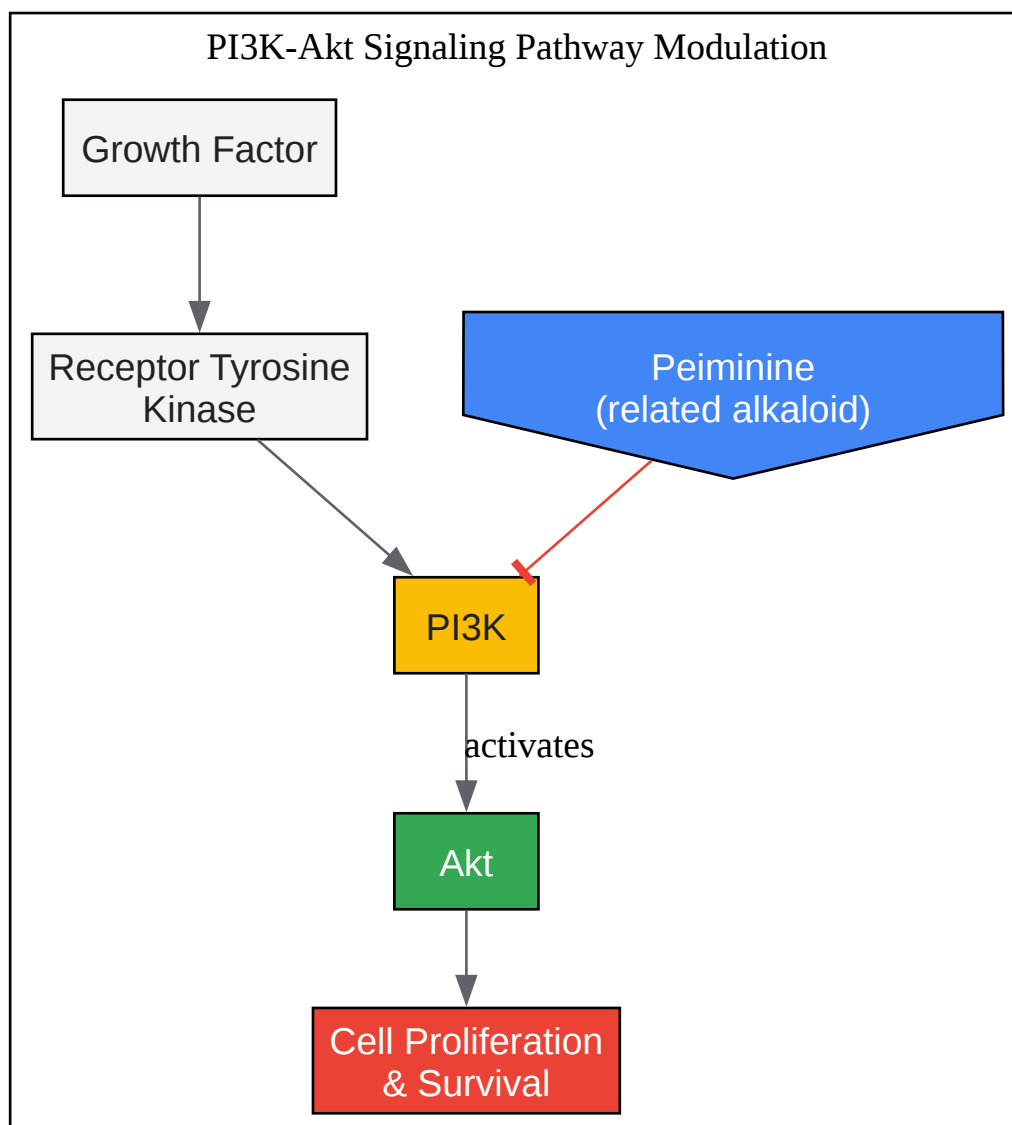 PI3K-Akt Signaling Pathway Modulation
Growth Factor
Receptor Tyrosine
Kinase
Peiminine
(related alkaloid)
PI3K
activates
Akt
Cell Proliferation
& Survival